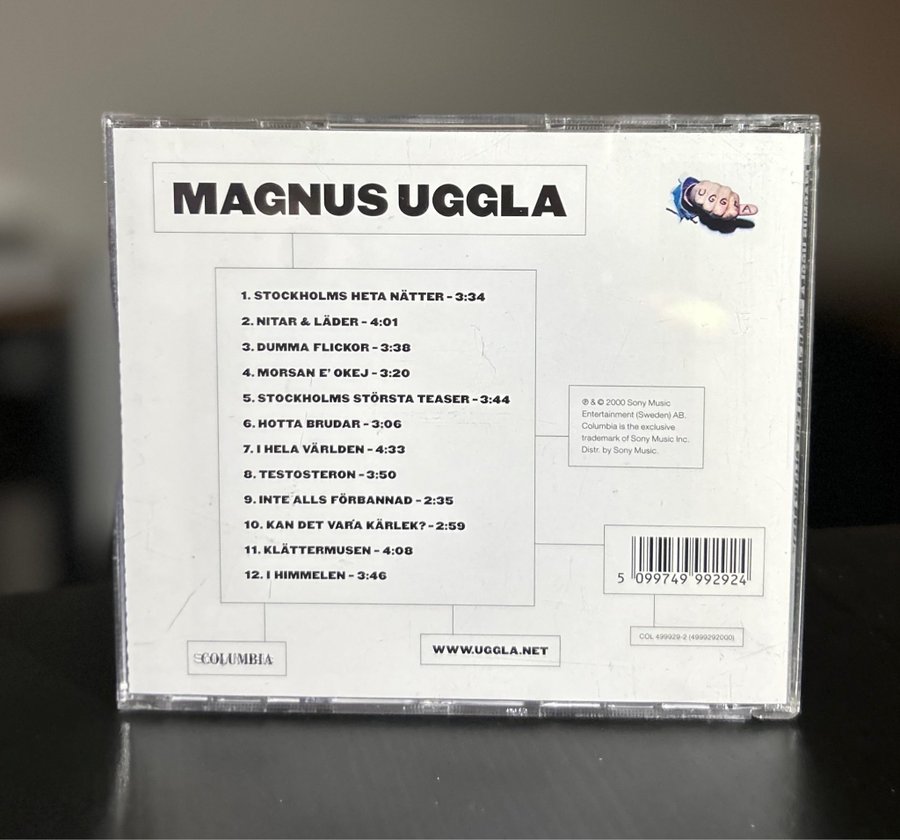 MAGNUS UGGLA
UGGLA
1. STOCKHOLMS HETA NÄTTER - 3:34
2. NITAR & LÄDER - 4:01
3. DUMMA FLICKOR - 3:38
4. MORSAN E' OKEJ - 3:20
5. STOCKHOLMS STÖRSTA TEASER - 3:44
6. HOTTA BRUDAR - 3:06
7. I HELA VÄRLDEN - 4:33
8. TESTOSTERON - 3:50
9. INTE ALLS FÖRBANNAD - 2:35
10. KAN DET VARA KÄRLEK? - 2:59
11. KLÄTTERMUSEN - 4:08
12. I HIMMELEN - 3:46
℗ & © 2000 Sony Music
Entertainment (Sweden) AB.
Columbia is the exclusive
trademark of Sony Music Inc.
Distr. by Sony Music.
5 099749 992924
COL 499929-2 (4999292000)
COLUMBIA
WWW.UGGLA.NET